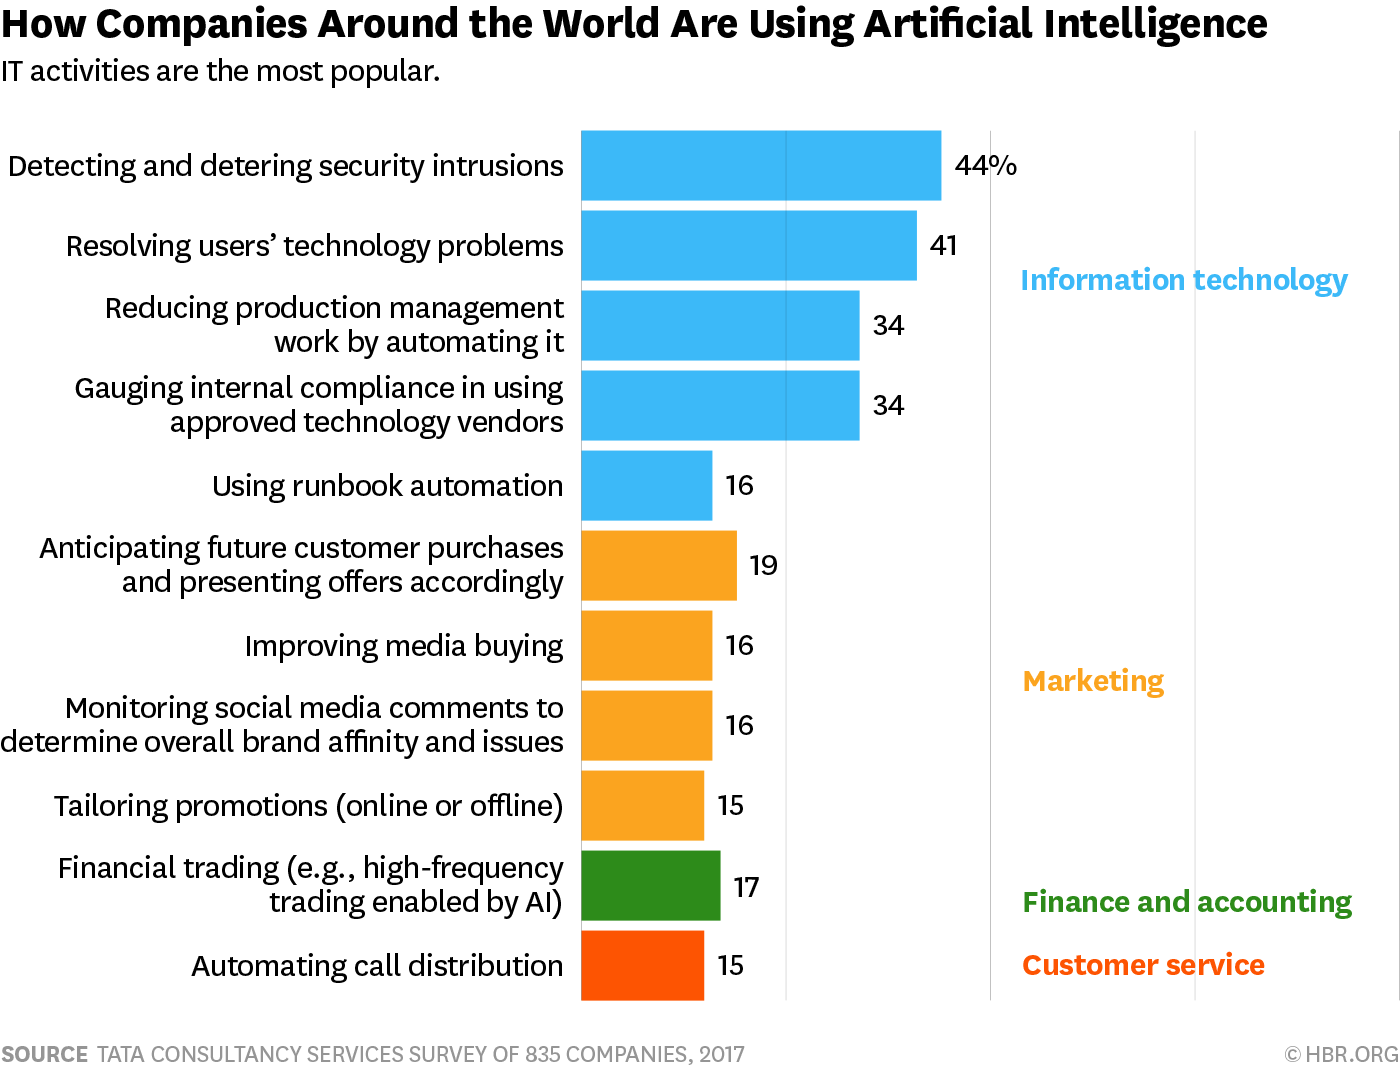 How Companies Around the World Are Using Artificial Intelligence
IT activities are the most popular.
Detecting and detering security intrusions
44%
Resolving users’ technology problems
41
Information technology
Reducing production management
work by automating it
34
Gauging internal compliance in using
approved technology vendors
34
Using runbook automation
16
Anticipating future customer purchases
and presenting offers accordingly
19
Improving media buying
16
Marketing
Monitoring social media comments to
determine overall brand affinity and issues
16
Tailoring promotions (online or offline)
15
Financial trading (e.g., high-frequency
trading enabled by AI)
17
Finance and accounting
Automating call distribution
15
Customer service
SOURCE TATA CONSULTANCY SERVICES SURVEY OF 835 COMPANIES, 2017
© HBR.ORG